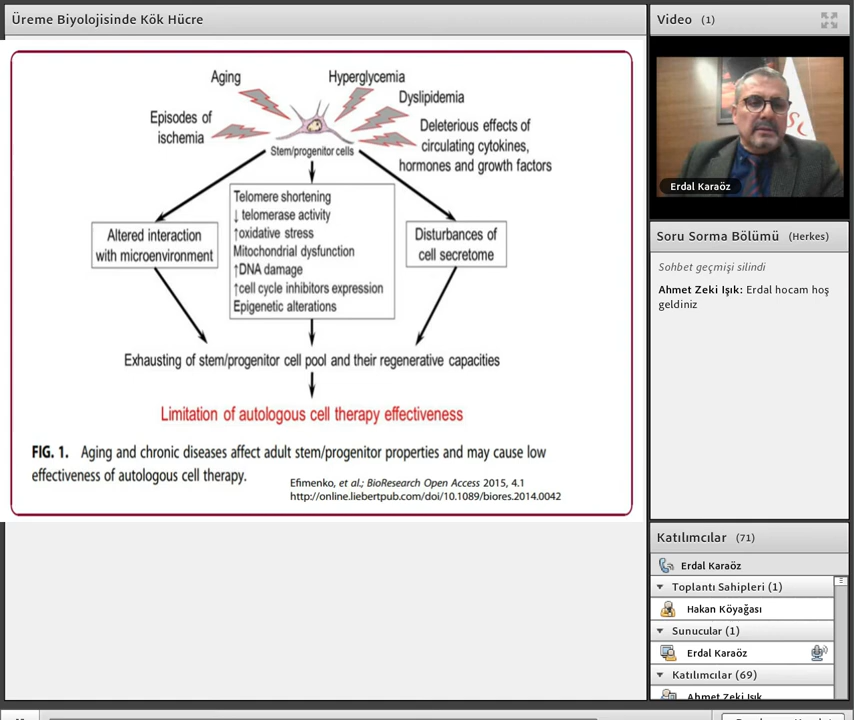 Üreme Biyolojisinde Kök Hücre
Aging
Hyperglycemia
Dyslipidemia
Episodes of
ischemia
Deleterious effects of
circulating cytokines,
hormones and growth factors
Stem/progenitor cells
Altered interaction
with microenvironment
Telomere shortening
↓ telomerase activity
↑oxidative stress
Mitochondrial dysfunction
↑DNA damage
↑cell cycle inhibitors expression
Epigenetic alterations
Disturbances of
cell secretome
Exhausting of stem/progenitor cell pool and their regenerative capacities
Limitation of autologous cell therapy effectiveness
FIG. 1. Aging and chronic diseases affect adult stem/progenitor properties and may cause low
effectiveness of autologous cell therapy.
Efimenko, et al.; BioResearch Open Access 2015, 4.1
http://online.liebertpub.com/doi/10.1089/biores.2014.0042
Video (1)
Erdal Karaöz
Soru Sorma Bölümü (Herkes)
Sohbet geçmişi silindi
Ahmet Zeki Işık: Erdal hocam hoş
geldiniz
Katılımcılar (71)
Erdal Karaöz
Toplantı Sahipleri (1)
Hakan Köyağası
Sunucular (1)
Erdal Karaöz
Katılımcılar (69)
Ahmet Zeki Işık